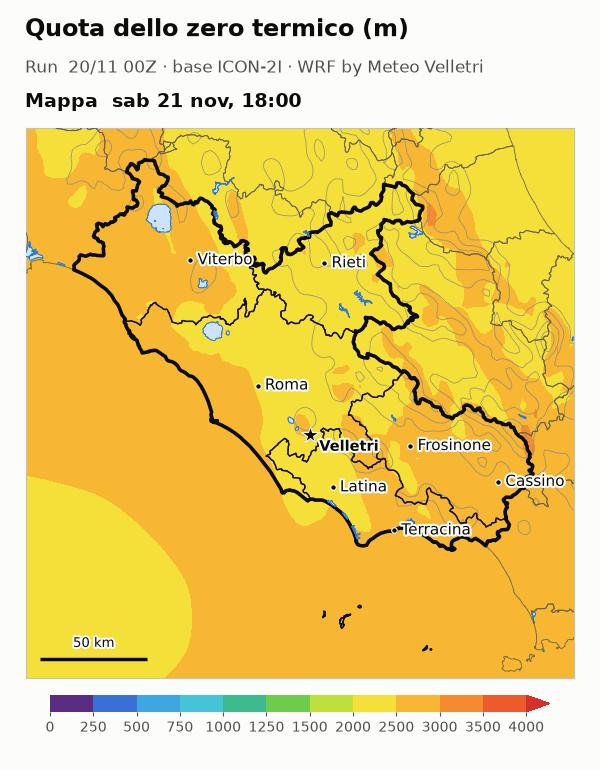 Quota dello zero termico (m)
Run  20/11 00Z · base ICON-2I · WRF by Meteo Velletri
Mappa  sab 21 nov, 18:00
Viterbo
Rieti
Roma
Velletri
Frosinone
Latina
Cassino
Terracina
50 km
0 250 500 750 1000 1250 1500 2000 2500 3000 3500 4000